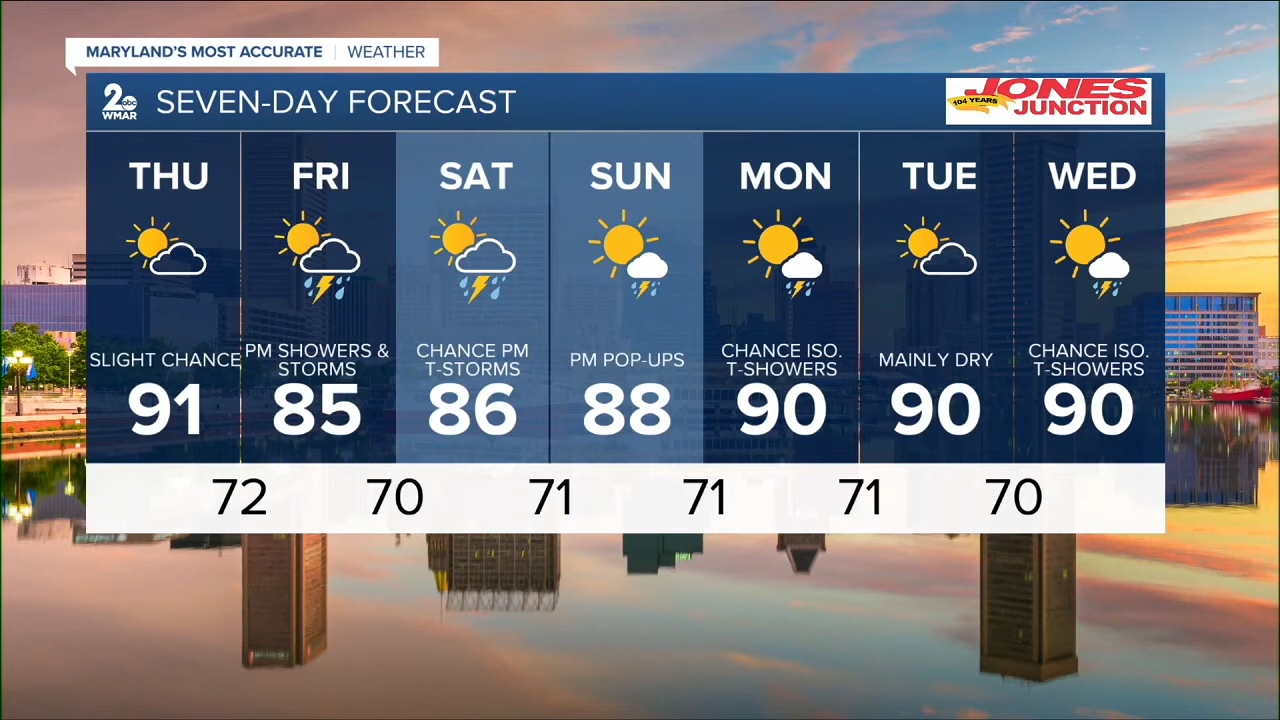 MARYLAND'S MOST ACCURATE | WEATHER
2 abc
WMAR
SEVEN-DAY FORECAST
JONES
104 YEARS
JUNCTION
THU
FRI
SAT
SUN
MON
TUE
WED
SLIGHT CHANCE
PM SHOWERS &
STORMS
CHANCE PM
T-STORMS
PM POP-UPS
CHANCE ISO.
T-SHOWERS
MAINLY DRY
CHANCE ISO.
T-SHOWERS
91
85
86
88
90
90
90
72
70
71
71
71
70